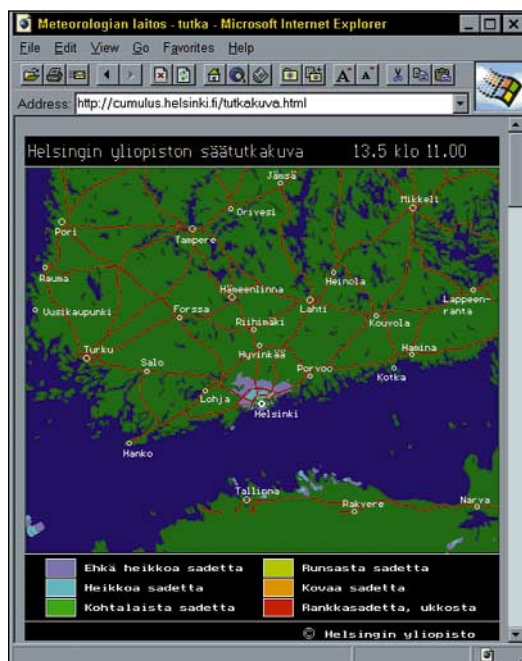 Meteorologian laitos - tutka - Microsoft Internet Explorer
File Edit View Go Favorites Help
A A
Address: http://cumulus.helsinki.fi/tutkakuva.html
Helsingin yliopiston säätutkakuva 13.5 klo 11.00
Jämsä
Mikkeli
Orivesi
Pori
Tampere
Rauma
Heinola
Hämeenlinna
Lappeen-
ranta
Uusikaupunki
Forssa
Lahti
Kouvola
Riihimäki
Turku
Hyvinkää
Hamina
Salo
Porvoo
Kotka
Lohja
Helsinki
Hanko
Tallinna
Rakvere
Narva
Ehkä heikkoa sadetta Runsasta sadetta
Heikkoa sadetta Kovaa sadetta
Kohtalaista sadetta Rankkasadetta, ukkosta
© Helsingin yliopisto